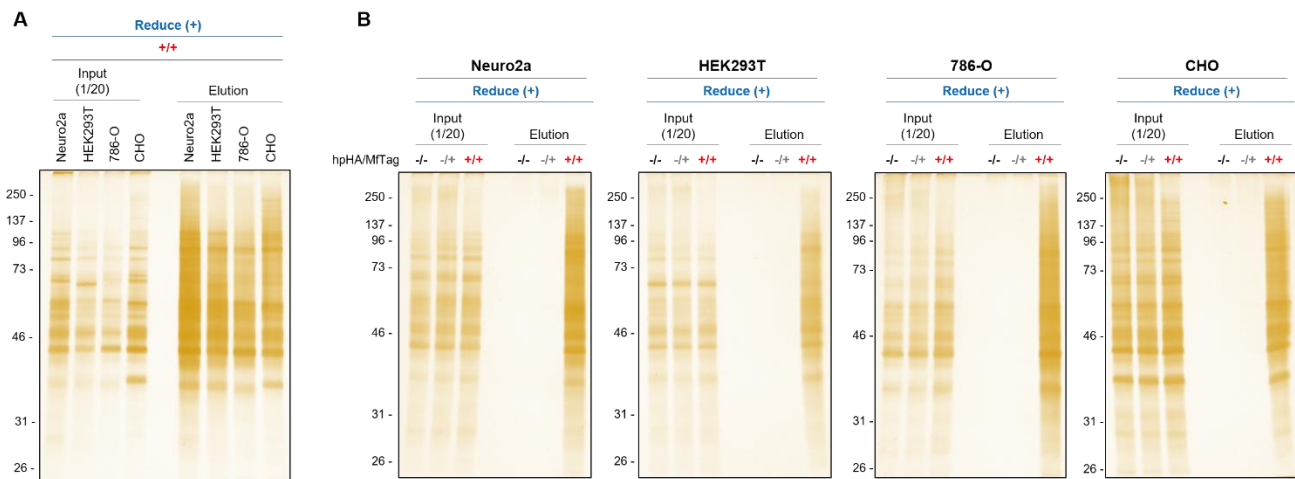 A
Reduce (+)
+/+
Input
(1/20)
Elution
Neuro2a
HEK293T
786-O
CHO
Neuro2a
HEK293T
786-O
CHO
250 -
137 -
96 -
73 -
46 -
31 -
26 -
B
Neuro2a
Reduce (+)
Input
(1/20)
Elution
hpHA/MfTag -/- -/+ +/+ -/- -/+ +/+
250 -
137 -
96 -
73 -
46 -
31 -
26 -
HEK293T
Reduce (+)
Input
(1/20)
Elution
-/- -/+ +/+ -/- -/+ +/+
250 -
137 -
96 -
73 -
46 -
31 -
26 -
786-O
Reduce (+)
Input
(1/20)
Elution
-/- -/+ +/+ -/- -/+ +/+
250 -
137 -
96 -
73 -
46 -
31 -
26 -
CHO
Reduce (+)
Input
(1/20)
Elution
-/- -/+ +/+ -/- -/+ +/+
250 -
137 -
96 -
73 -
46 -
31 -
26 -